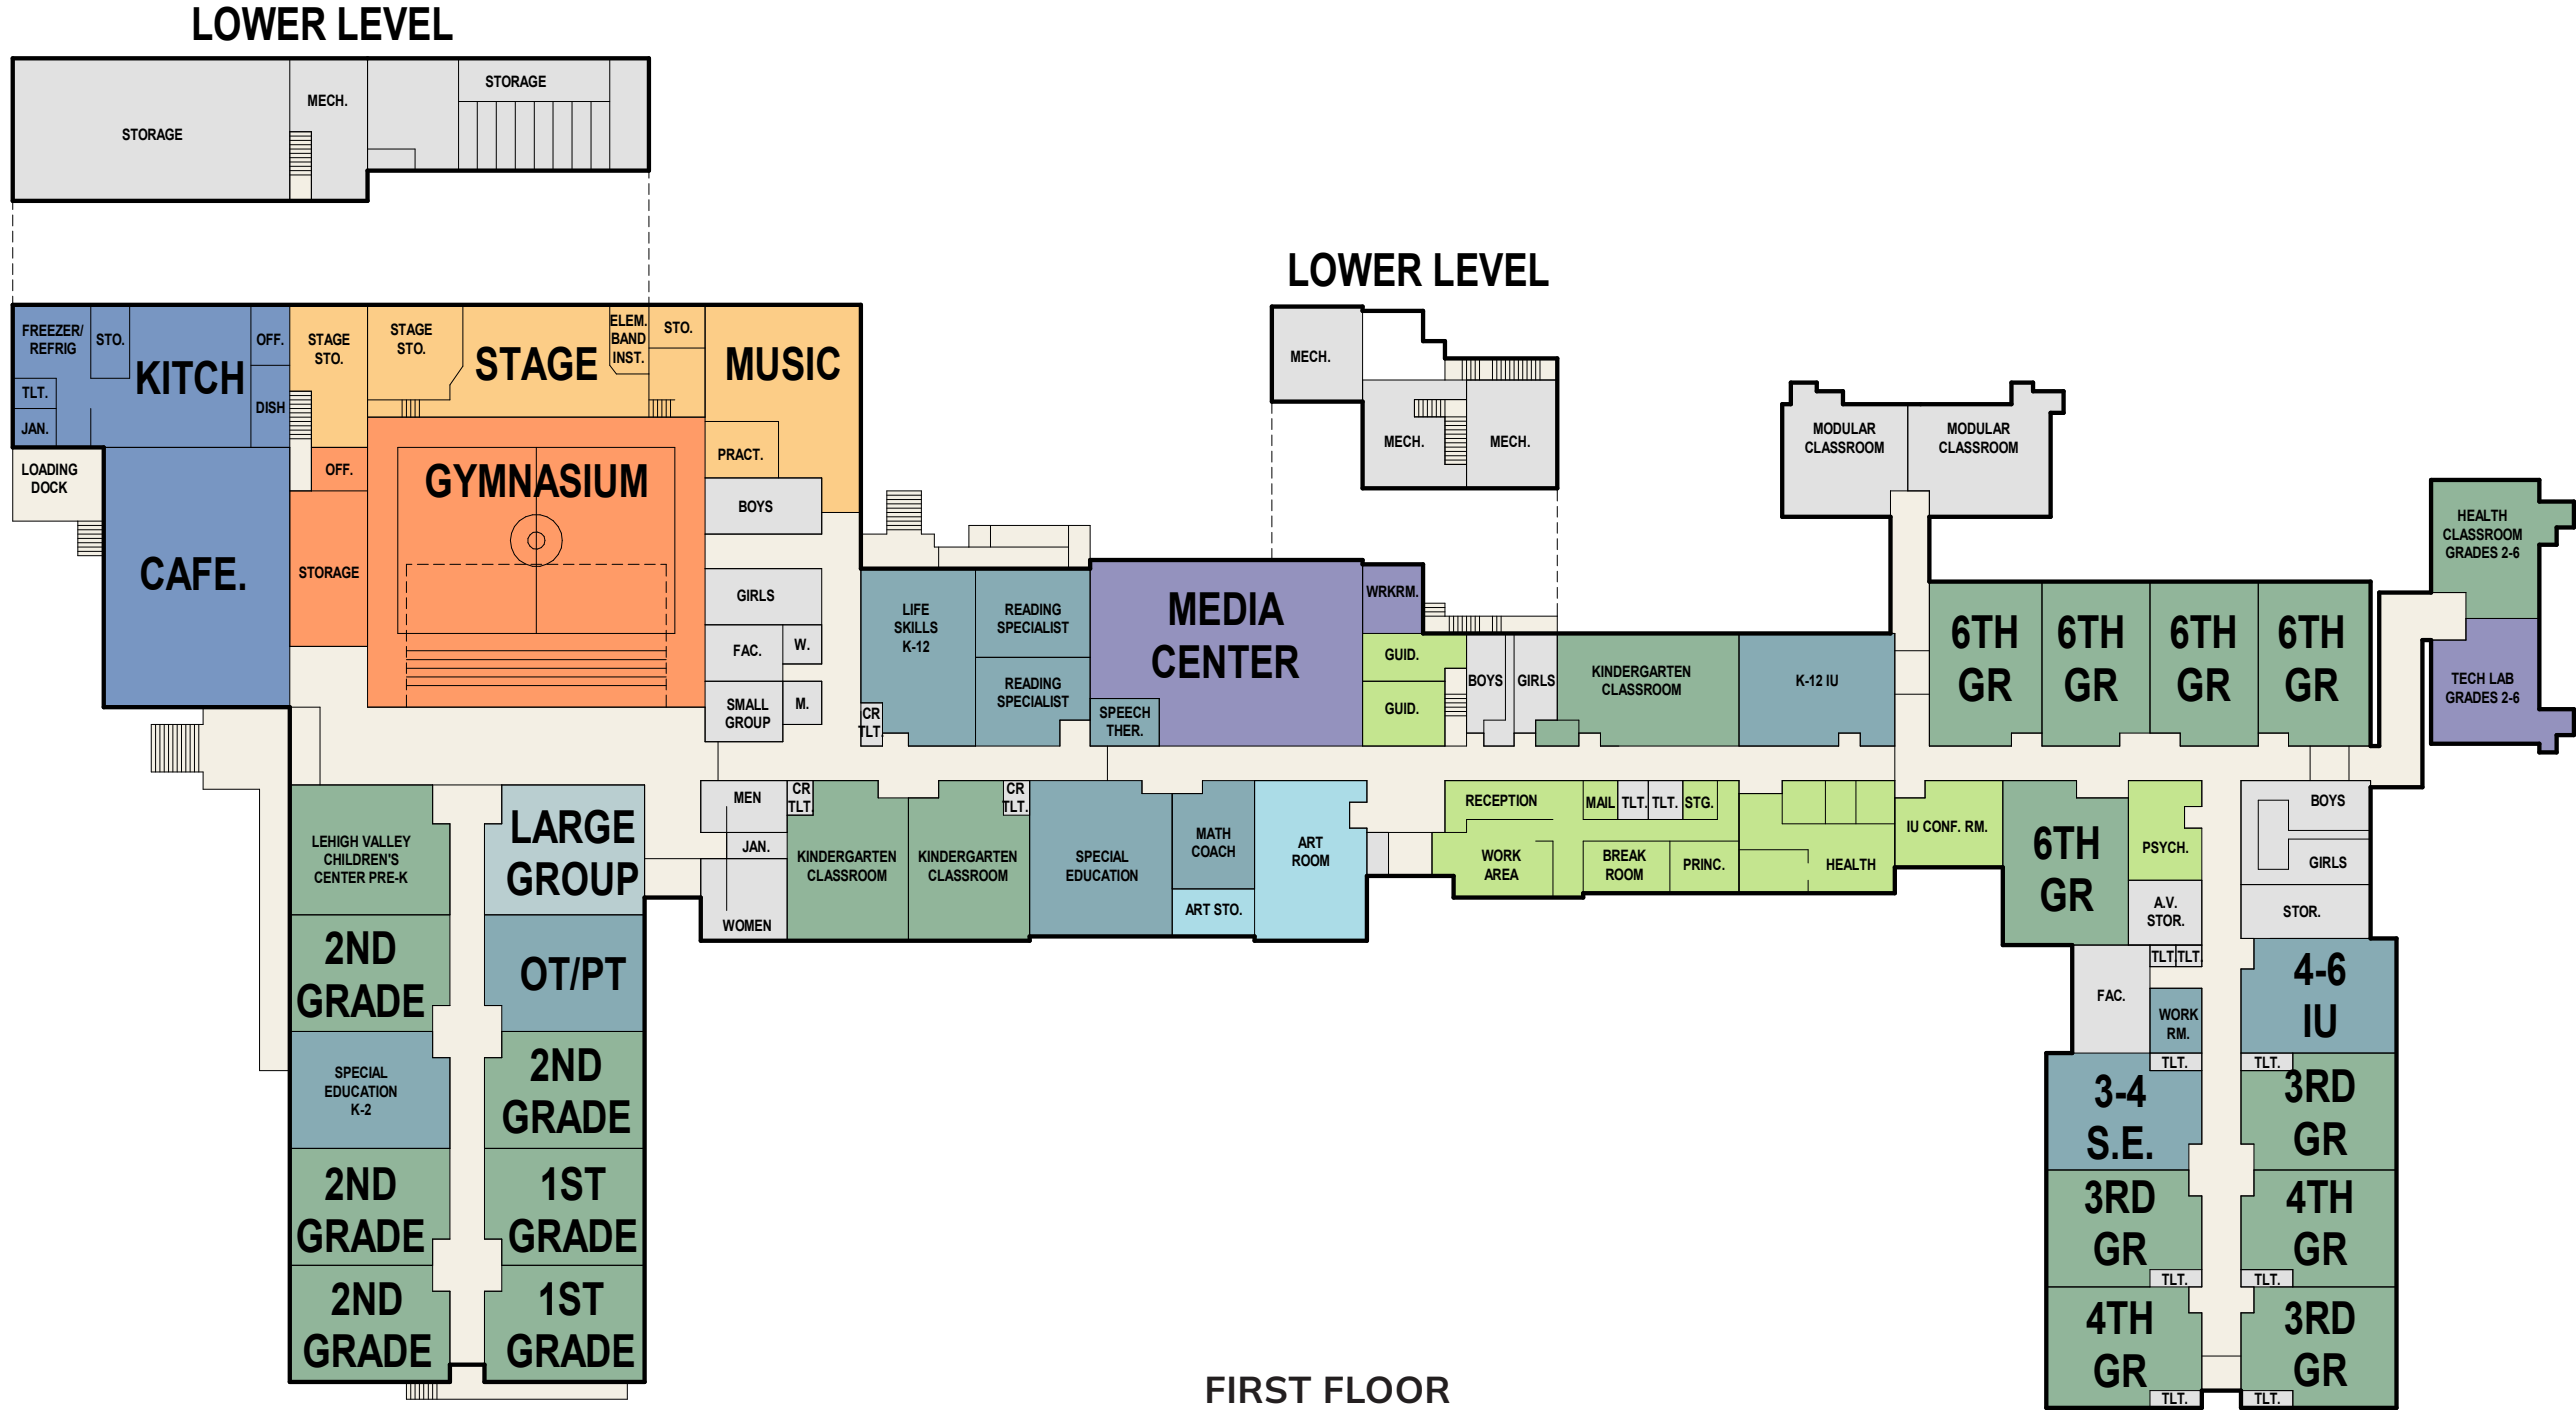 LOWER LEVEL
STORAGE
MECH.
STORAGE
LOWER LEVEL
MECH.
MECH.
MECH.
FREEZER/
REFRIG
STO.
KITCH
OFF.
DISH
TLT.
JAN.
LOADING
DOCK
CAFE.
STAGE
STO.
STAGE
STO.
STAGE
ELEM.
BAND
INST.
STO.
MUSIC
PRACT.
OFF.
STORAGE
GYMNASIUM
BOYS
GIRLS
FAC.
W.
SMALL
GROUP
M.
LIFE
SKILLS
K-12
CR
TLT.
READING
SPECIALIST
READING
SPECIALIST
SPEECH
THER.
MEDIA
CENTER
WRKRM.
GUID.
GUID.
BOYS
GIRLS
KINDERGARTEN
CLASSROOM
K-12 IU
MODULAR
CLASSROOM
MODULAR
CLASSROOM
6TH
GR
6TH
GR
6TH
GR
6TH
GR
HEALTH
CLASSROOM
GRADES 2-6
TECH LAB
GRADES 2-6
LEHIGH VALLEY
CHILDREN'S
CENTER PRE-K
LARGE
GROUP
2ND
GRADE
OT/PT
SPECIAL
EDUCATION
K-2
2ND
GRADE
2ND
GRADE
1ST
GRADE
2ND
GRADE
1ST
GRADE
MEN
JAN.
WOMEN
CR
TLT.
KINDERGARTEN
CLASSROOM
KINDERGARTEN
CLASSROOM
CR
TLT.
SPECIAL
EDUCATION
MATH
COACH
ART STO.
ART
ROOM
RECEPTION
WORK
AREA
MAIL
TLT.
TLT.
STG.
BREAK
ROOM
PRINC.
HEALTH
IU CONF. RM.
6TH
GR
PSYCH.
A.V.
STOR.
BOYS
GIRLS
STOR.
TLT.
TLT.
FAC.
WORK
RM.
4-6
IU
TLT.
TLT.
3-4
S.E.
3RD
GR
3RD
GR
4TH
GR
TLT.
TLT.
4TH
GR
3RD
GR
TLT.
TLT.
FIRST FLOOR